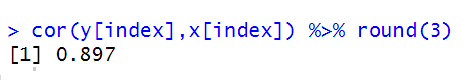 > cor(y[index],x[index]) %>% round(3)
[1] 0.897